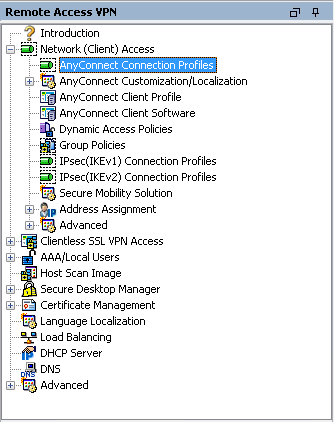 Remote Access VPN
Introduction
Network (Client) Access
AnyConnect Connection Profiles
AnyConnect Customization/Localization
AnyConnect Client Profile
AnyConnect Client Software
Dynamic Access Policies
Group Policies
IPsec(IKEv1) Connection Profiles
IPsec(IKEv2) Connection Profiles
Secure Mobility Solution
Address Assignment
Advanced
Clientless SSL VPN Access
AAA/Local Users
Host Scan Image
Secure Desktop Manager
Certificate Management
Language Localization
Load Balancing
DHCP Server
DNS
Advanced